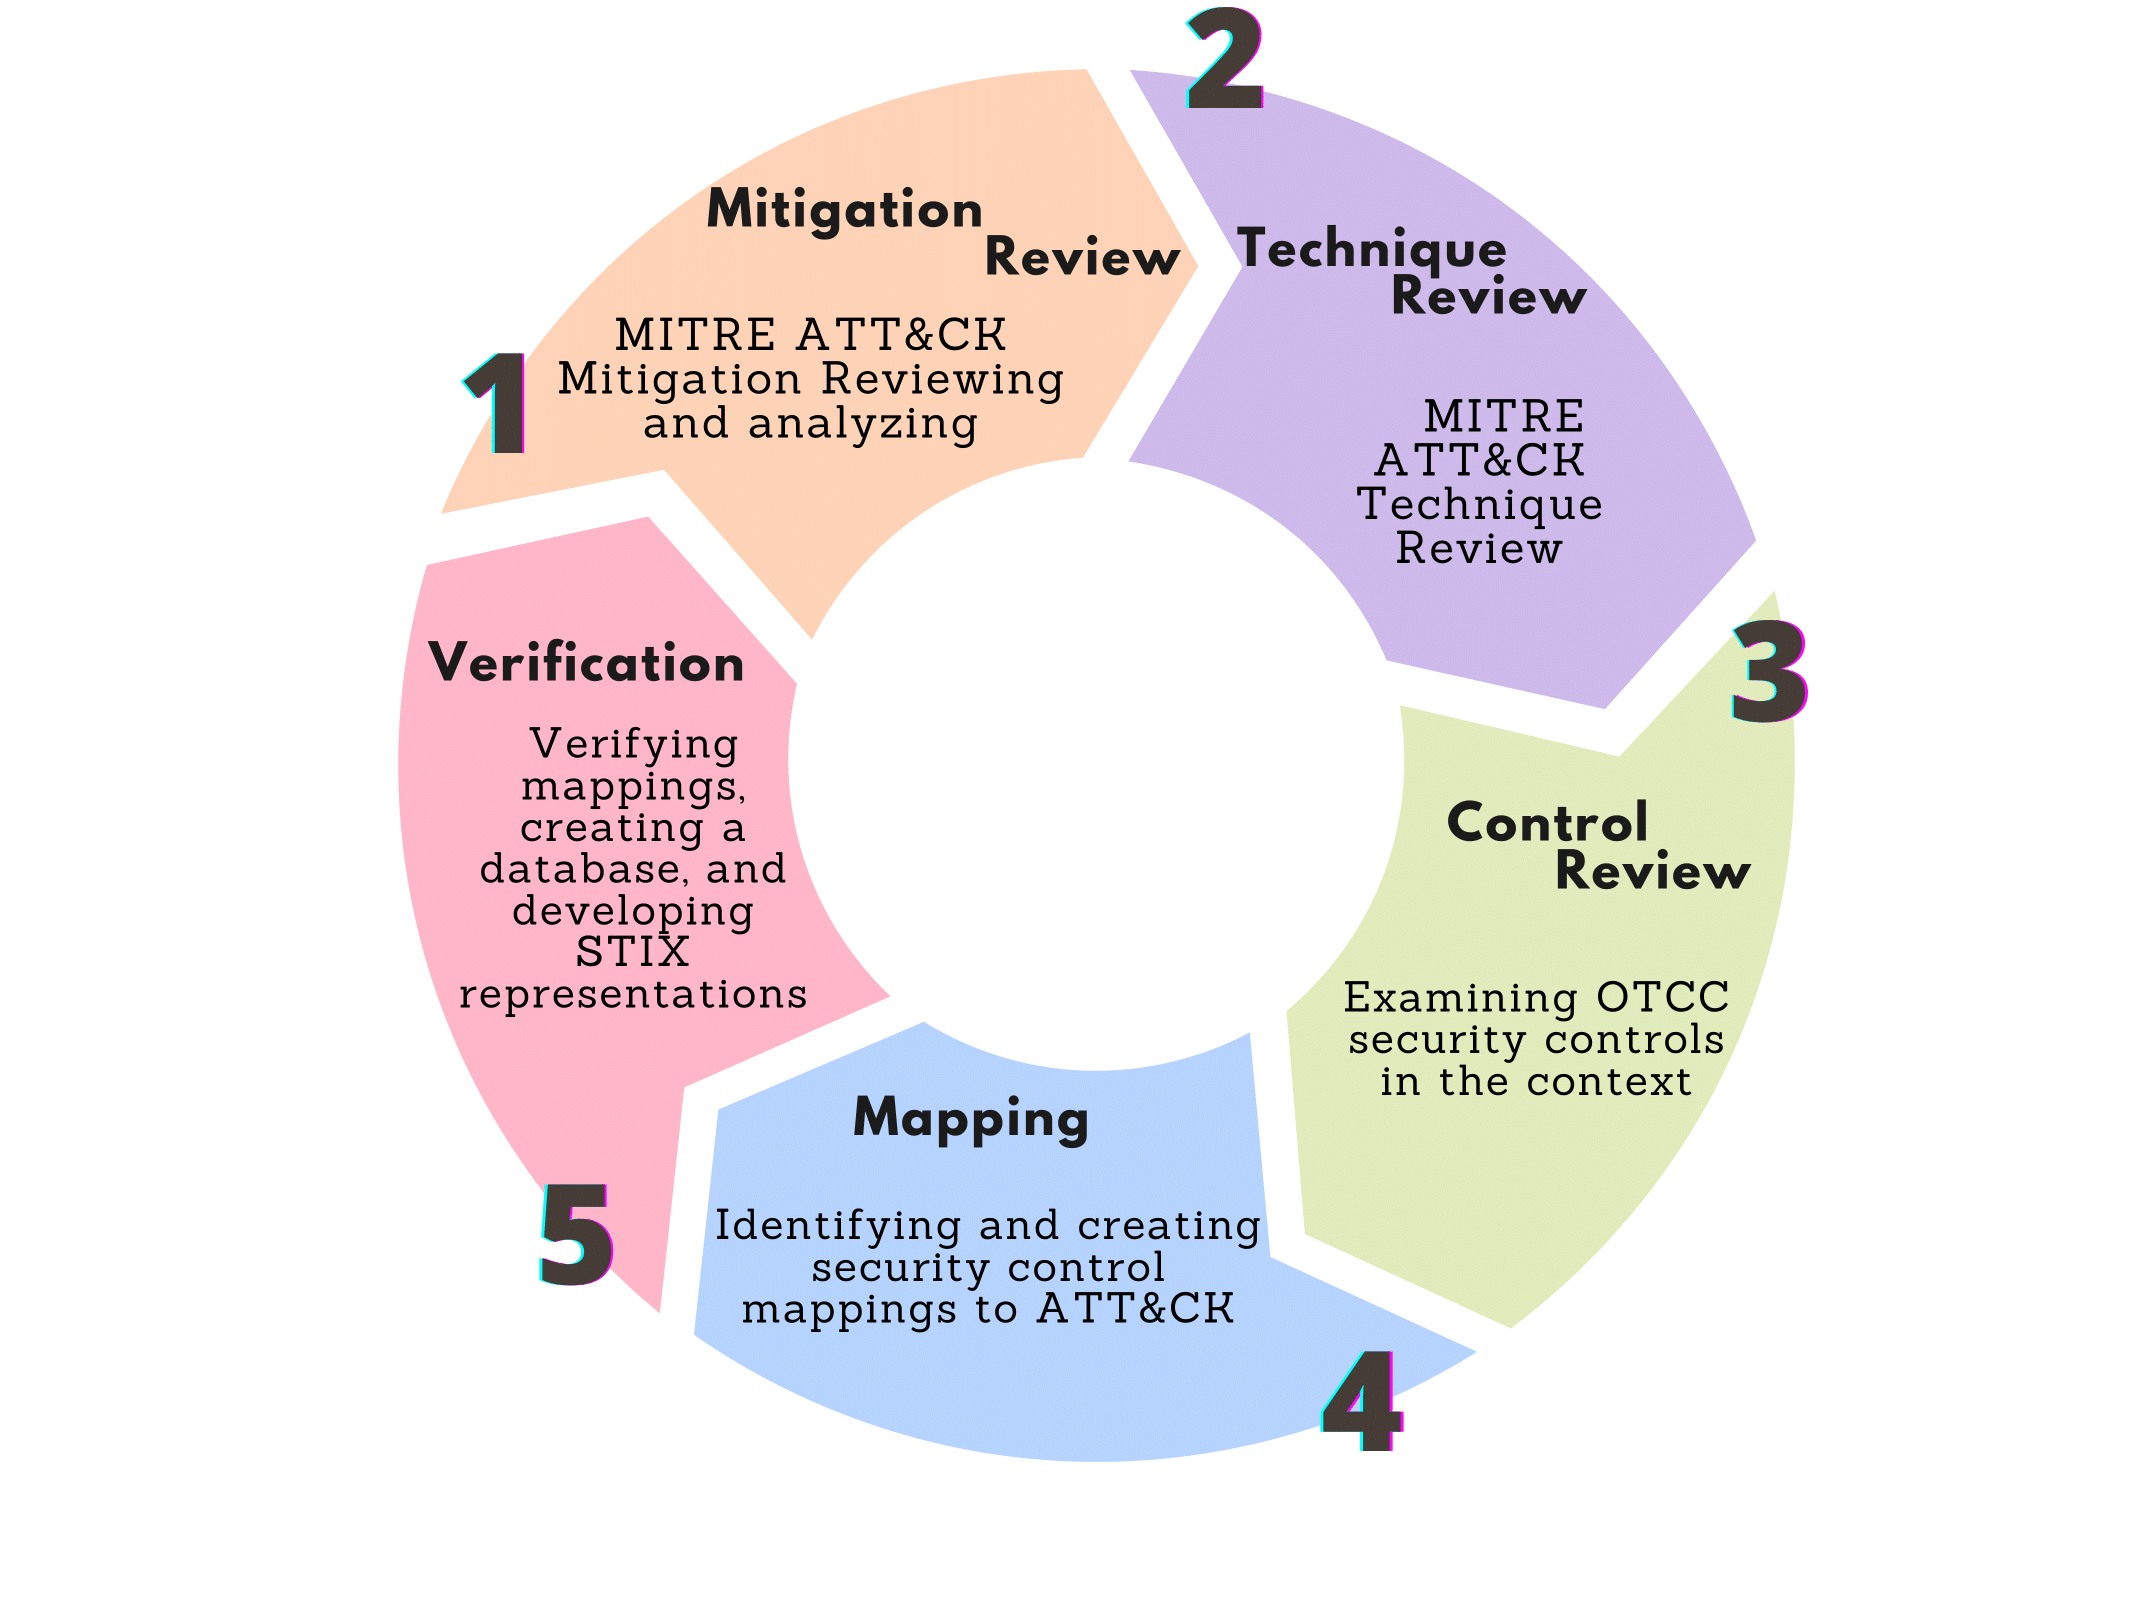 1
Mitigation
Review
MITRE ATT&CK
Mitigation Reviewing
and analyzing
2
Technique
Review
MITRE
ATT&CK
Technique
Review
3
Control
Review
Examining OTCC
security controls
in the context
4
Mapping
Identifying and creating
security control
mappings to ATT&CK
5
Verification
Verifying
mappings,
creating a
database, and
developing
STIX
representations